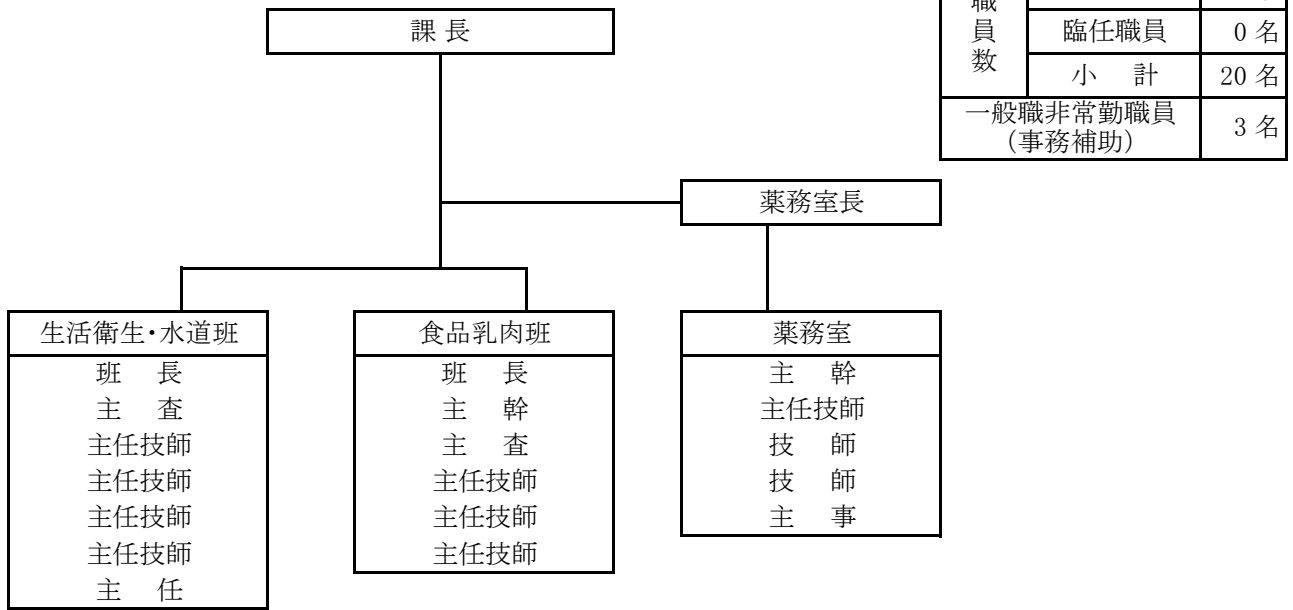 課 長
職員数
臨任職員 0 名
小 計 20 名
一般職非常勤職員
(事務補助)
3 名
薬務室長
生活衛生・水道班
班 長
主 査
主任技師
主任技師
主任技師
主任技師
主 任
食品乳肉班
班 長
主 幹
主 査
主任技師
主任技師
主任技師
薬務室
主 幹
主任技師
技 師
技 師
主 事